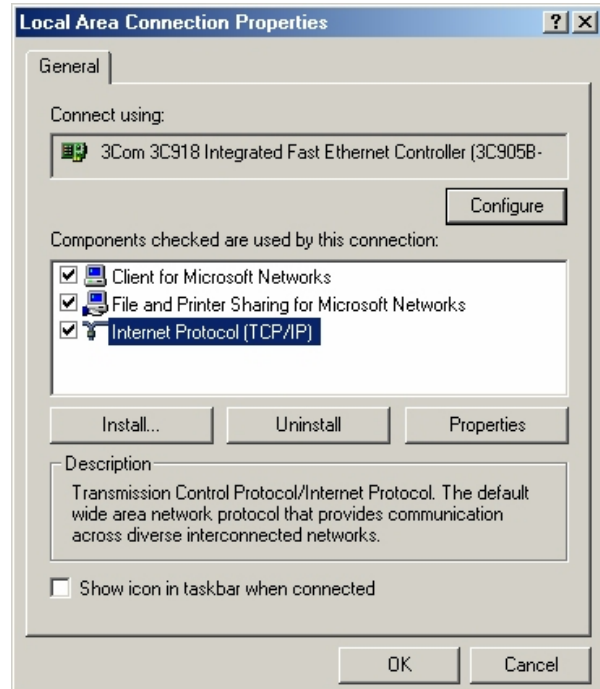 Local Area Connection Properties
General
Connect using:
3Com 3C918 Integrated Fast Ethernet Controller (3C905B-
Configure
Components checked are used by this connection:
Client for Microsoft Networks
File and Printer Sharing for Microsoft Networks
Internet Protocol (TCP/IP)
Install... Uninstall Properties
Description
Transmission Control Protocol/Internet Protocol. The default
wide area network protocol that provides communication
across diverse interconnected networks.
Show icon in taskbar when connected
OK Cancel